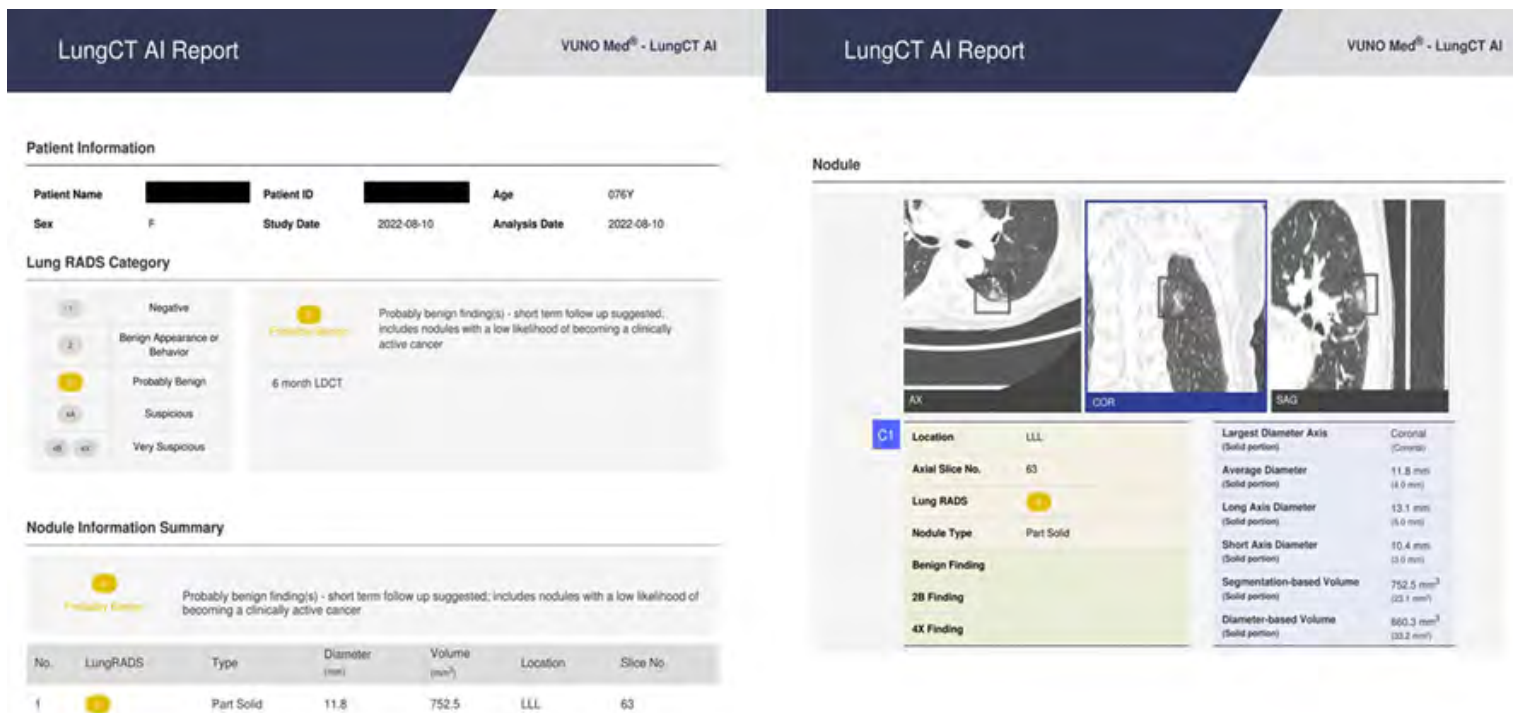 LungCT AI Report
VUNO Med® - LungCT AI
Patient Information
Patient Name
Patient ID
Age 076Y
Sex F
Study Date 2022-08-10
Analysis Date 2022-08-10
Lung RADS Category
Negative
2 Benign Appearance or
Behavior
Probably Benign
4A Suspicious
4B 4X Very Suspicious
Probably benign finding(s) - short term follow up suggested;
includes nodules with a low likelihood of becoming a clinically
active cancer
6 month LDCT
Nodule Information Summary
Probably Benign
Probably benign finding(s) - short term follow up suggested; includes nodules with a low likelihood of
becoming a clinically active cancer
No. LungRADS Type Diameter (mm) Volume (mm³) Location Slice No.
1 Part Solid 11.8 752.5 LLL 63
LungCT AI Report
VUNO Med® - LungCT AI
Nodule
AX
COR
SAG
C1
Location LLL
Axial Slice No. 63
Lung RADS
Nodule Type Part Solid
Benign Finding
2B Finding
4X Finding
Largest Diameter Axis Coronal
(Solid portion) (Coronal)
Average Diameter 11.8 mm
(Solid portion) (4.0 mm)
Long Axis Diameter 13.1 mm
(Solid portion) (5.0 mm)
Short Axis Diameter 10.4 mm
(Solid portion) (3.0 mm)
Segmentation-based Volume 752.5 mm³
(Solid portion) (23.1 mm³)
Diameter-based Volume 860.3 mm³
(Solid portion) (33.2 mm³)